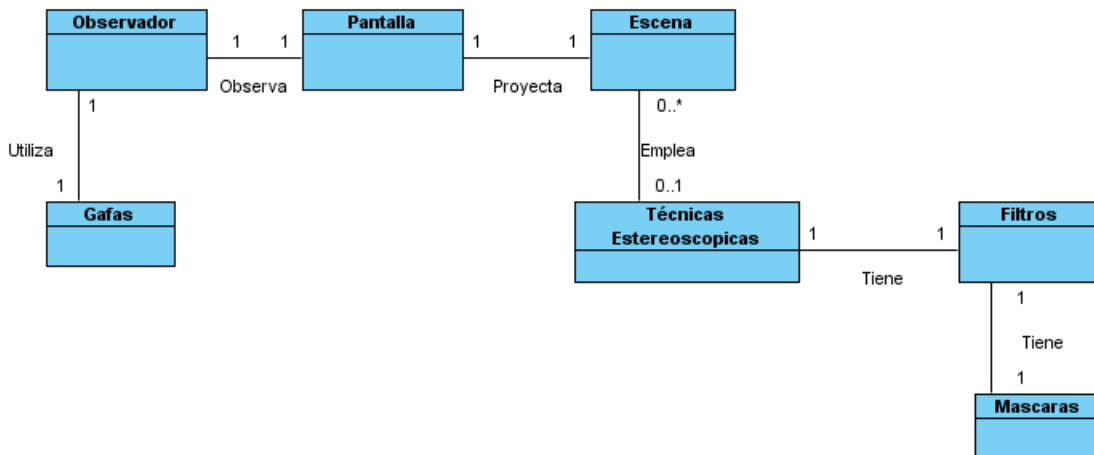 Observador
Pantalla
Escena
1
1
1
1
Observa
Proyecta
1
0..*
Utiliza
Emplea
1
0..1
Gafas
Técnicas
Estereoscopicas
Filtros
1
1
Tiene
1
Tiene
1
Mascaras